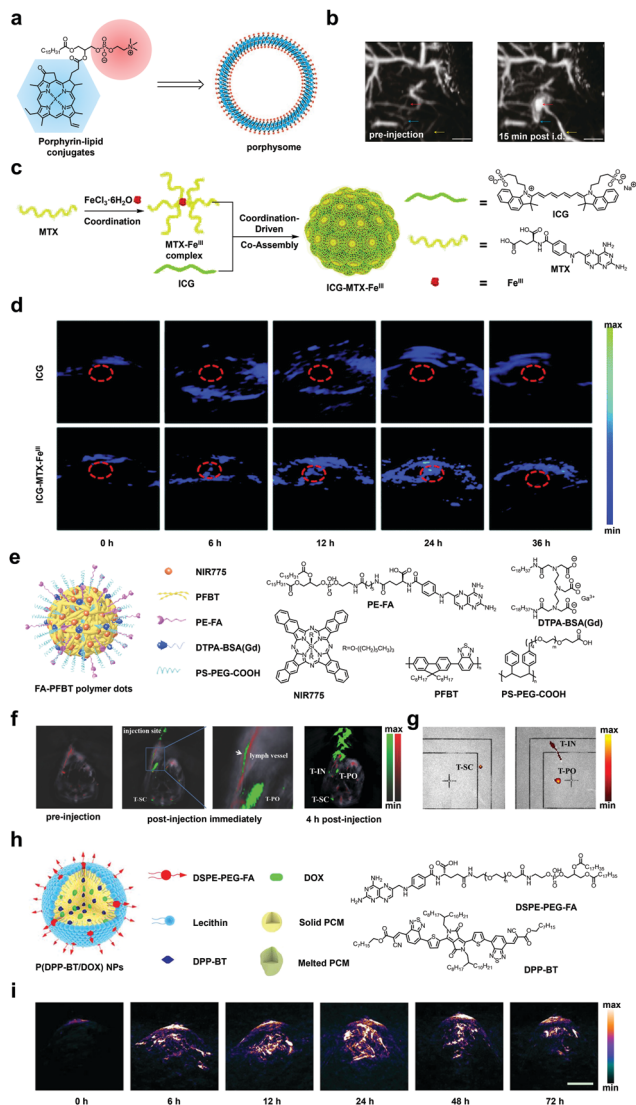 a
C₁₅H₃₁
Porphyrin-lipid
conjugates
porphysome
b
pre-injection
15 min post i.d.
c
MTX
FeCl₃·6H₂O
Coordination
MTX-Feᴵᴵᴵ
complex
ICG
Coordination-
Driven
Co-Assembly
ICG-MTX-Feᴵᴵᴵ
=
ICG
=
MTX
=
Feᴵᴵᴵ
d
ICG
ICG-MTX-Feᴵᴵᴵ
0 h
6 h
12 h
24 h
36 h
max
min
e
FA-PFBT polymer dots
NIR775
PFBT
PE-FA
DTPA-BSA(Gd)
PS-PEG-COOH
PE-FA
DTPA-BSA(Gd)
NIR775
R=O-((CH₂)₅CH₃)₃
PFBT
PS-PEG-COOH
f
pre-injection
injection site
T-SC
lymph vessel
T-PO
post-injection immediately
T-IN
T-PO
T-SC
4 h post-injection
max
min
g
T-SC
T-IN
T-PO
max
min
h
P(DPP-BT/DOX) NPs
DSPE-PEG-FA
DOX
Lecithin
Solid PCM
DPP-BT
Melted PCM
DSPE-PEG-FA
DPP-BT
i
0 h
6 h
12 h
24 h
48 h
72 h
max
min